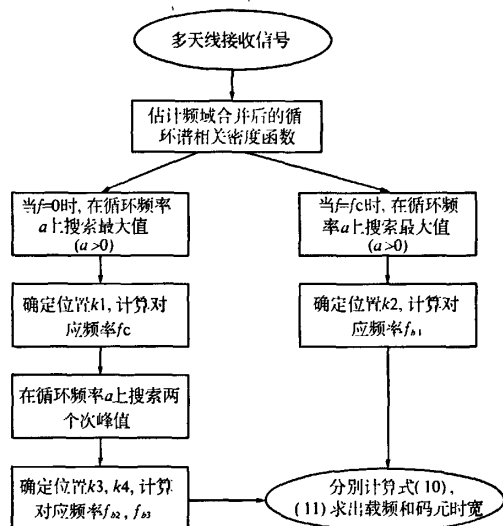 多天线接收信号
估计频域合并后的循
环谱相关密度函数
当f=0时, 在循环频率
a上搜索最大值
(a>0)
确定位置k1, 计算对
应频率fc
在循环频率a上搜索两
个次峰值
确定位置k3, k4, 计算
对应频率fb2, fb3
当f=fc时, 在循环频
率a上搜索最大值
(a>0)
确定位置k2, 计算对
应频率fb1
分别计算式(10),
(11)求出载频和码元时宽